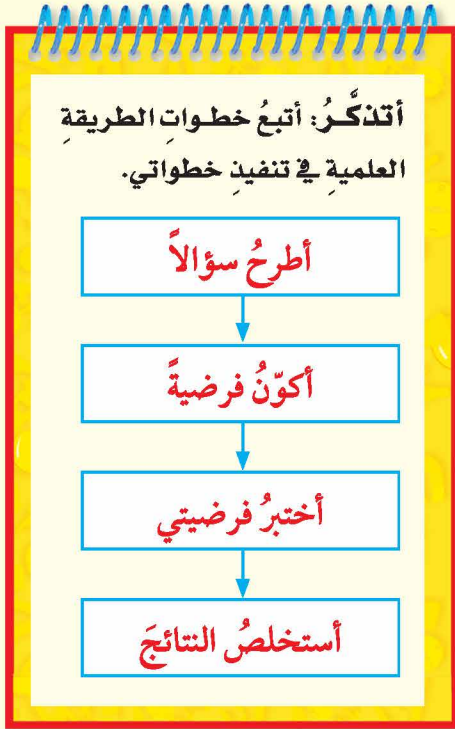 أتذكَّرُ: أتبعُ خطواتِ الطريقةِ
العلميةِ في تنفيذِ خطواتي.
أطرحُ سؤالاً
أكوّنُ فرضيةً
أختبرُ فرضيتي
أستخلصُ النتائجَ